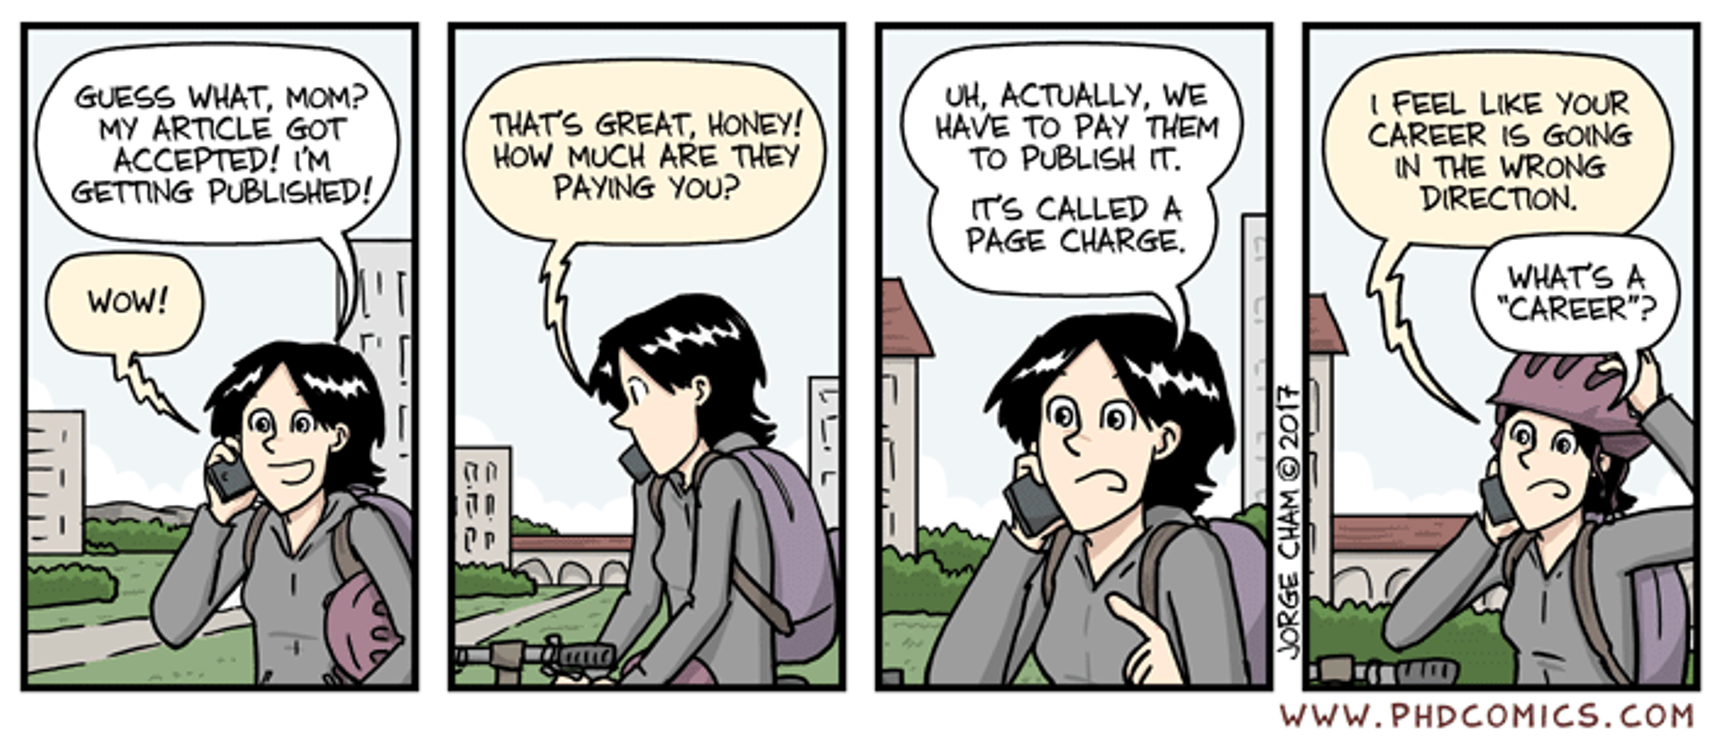 GUESS WHAT, MOM?
MY ARTICLE GOT
ACCEPTED! I'M
GETTING PUBLISHED!
WOW!
THAT'S GREAT, HONEY!
HOW MUCH ARE THEY
PAYING YOU?
UH, ACTUALLY, WE
HAVE TO PAY THEM
TO PUBLISH IT.
IT'S CALLED A
PAGE CHARGE.
I FEEL LIKE YOUR
CAREER IS GOING
IN THE WRONG
DIRECTION.
WHAT'S A
"CAREER"?
JORGE CHAM © 2017
WWW.PHDCOMICS.COM